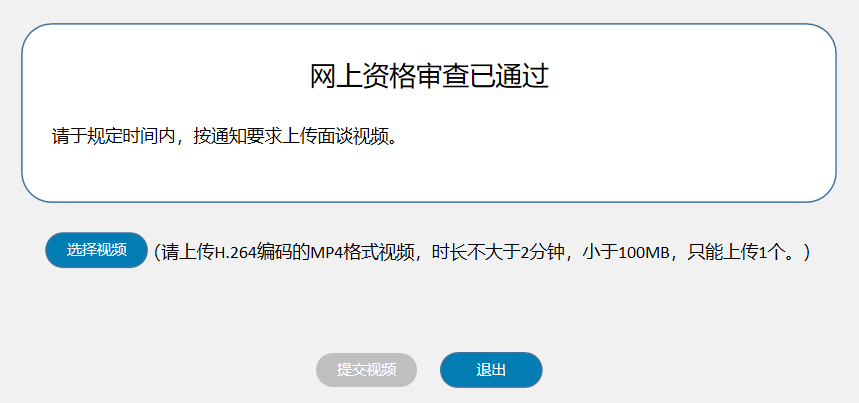 网上资格审查已通过
请于规定时间内，按通知要求上传面谈视频。
选择视频 （请上传H.264编码的MP4格式视频，时长不大于2分钟，小于100MB，只能上传1个。）
提交视频 退出